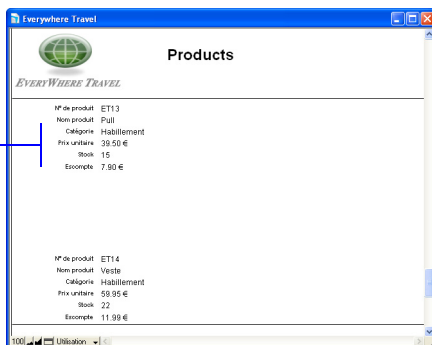 Everywhere Travel
Products
EVERYWHERE TRAVEL
N° de produit ET13
Nom produit Pull
Catégorie Habillement
Prix unitaire 39.50 €
Stock 15
Escompte 7.90 €
N° de produit ET14
Nom produit Veste
Catégorie Habillement
Prix unitaire 59.95 €
Stock 22
Escompte 11.99 €
100 Utilisation